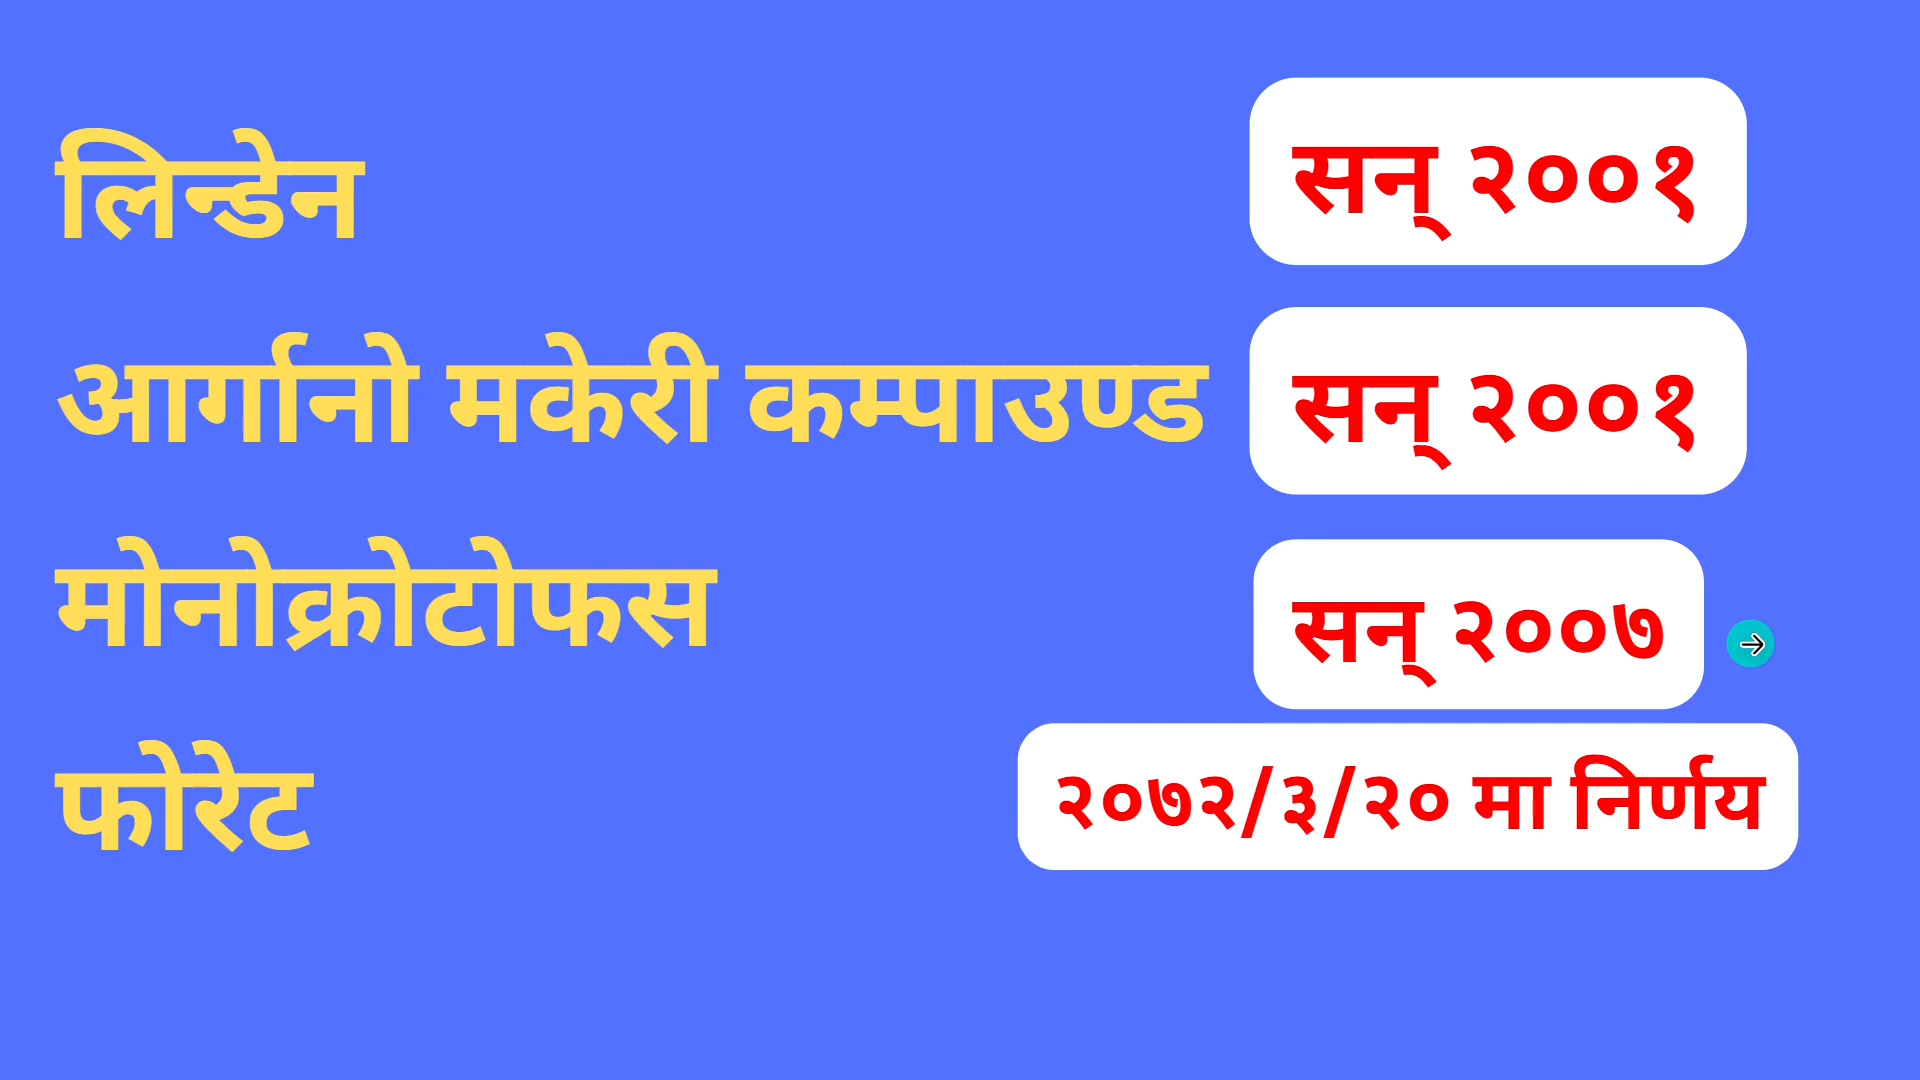 लिन्डेन सन् २००१
आर्गानो मकेरी कम्पाउण्ड सन् २००१
मोनोक्रोटोफस सन् २००७
फोरेट २०७२/३/२० मा निर्णय